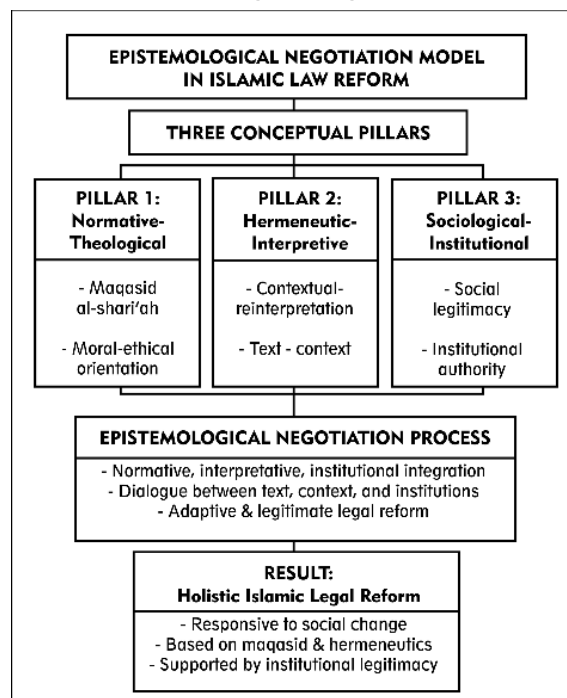 EPISTEMOLOGICAL NEGOTIATION MODEL
IN ISLAMIC LAW REFORM
THREE CONCEPTUAL PILLARS
PILLAR 1:
Normative-
Theological
- Maqasid
al-shari'ah
- Moral-ethical
orientation
PILLAR 2:
Hermeneutic-
Interpretive
- Contextual-
reinterpretation
- Text - context
PILLAR 3:
Sociological-
Institutional
- Social
legitimacy
- Institutional
authority
EPISTEMOLOGICAL NEGOTIATION PROCESS
- Normative, interpretative, institutional integration
- Dialogue between text, context, and institutions
- Adaptive & legitimate legal reform
RESULT:
Holistic Islamic Legal Reform
- Responsive to social change
- Based on maqasid & hermeneutics
- Supported by institutional legitimacy